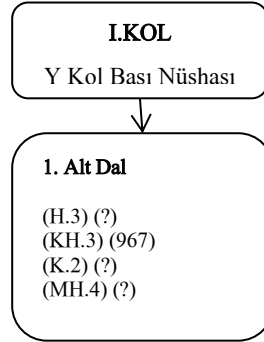 I.KOL
Y Kol Bası Nüshası
1. Alt Dal
(H.3) (?)
(KH.3) (967)
(K.2) (?)
(MH.4) (?)